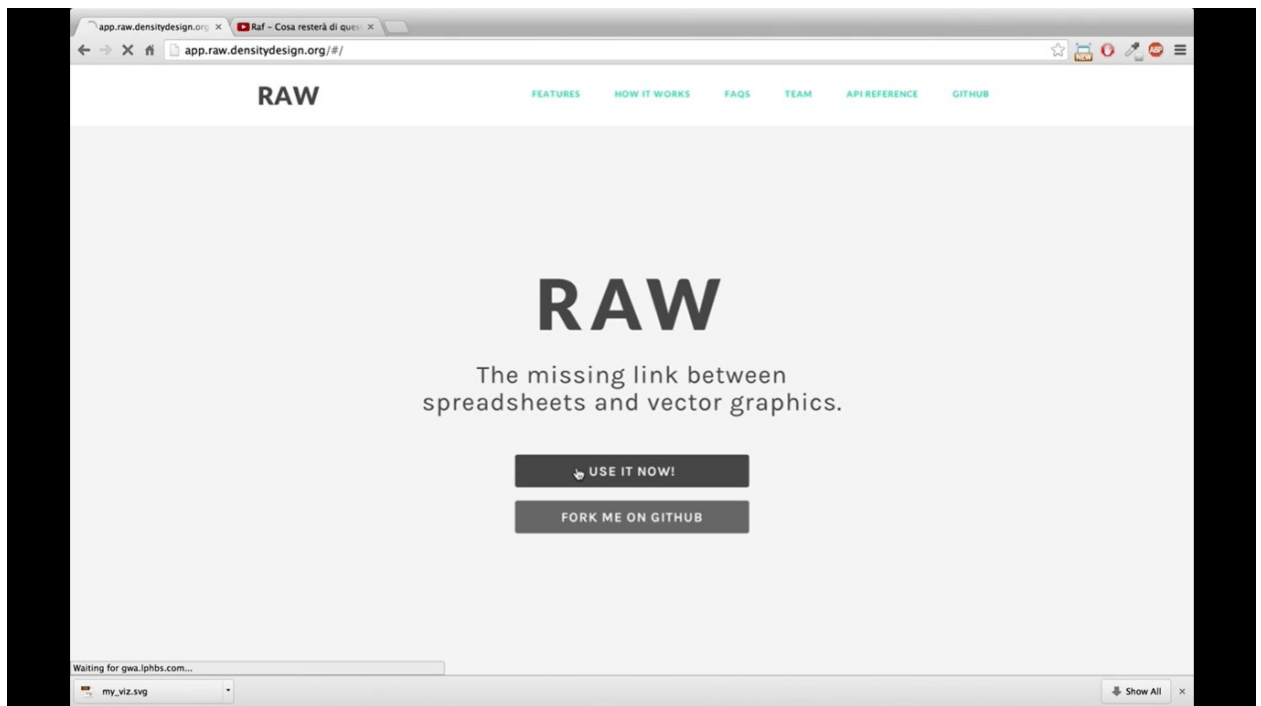 app.raw.densitydesign.org
Raf – Cosa resterà di ques
app.raw.densitydesign.org/#/
NEW
ABP
RAW
FEATURES
HOW IT WORKS
FAQS
TEAM
API REFERENCE
GITHUB
RAW
The missing link between
spreadsheets and vector graphics.
USE IT NOW!
FORK ME ON GITHUB
Waiting for gwa.lphbs.com...
my_viz.svg
Show All